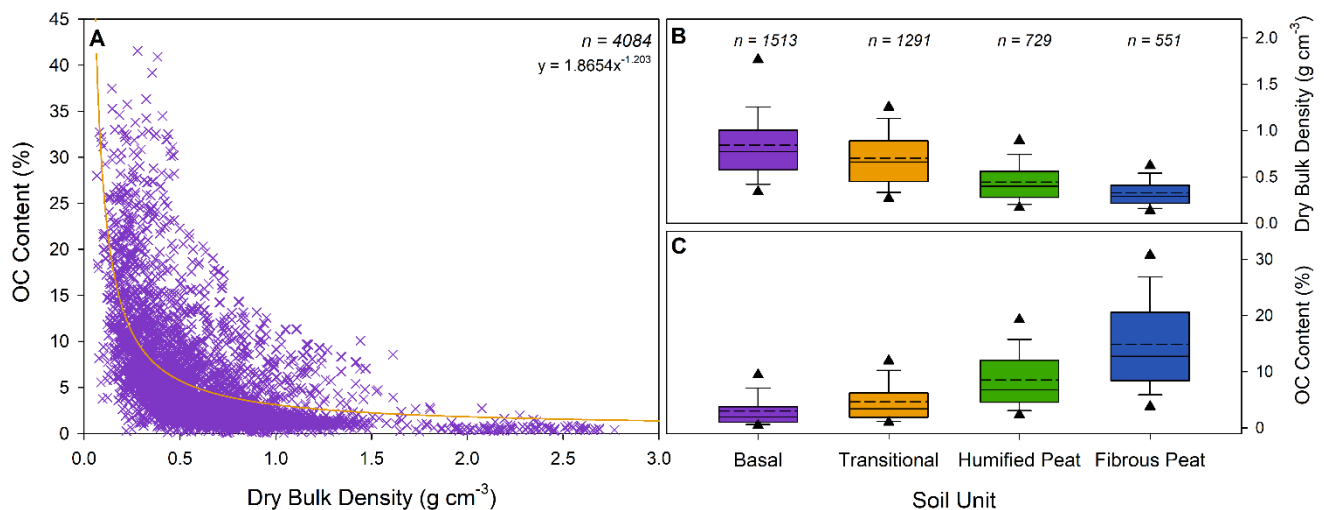 A
n = 4084
y = 1.8654x^-1.203
45
40
35
30
25
20
15
10
5
0
OC Content (%)
0.0 0.5 1.0 1.5 2.0 2.5 3.0
Dry Bulk Density (g cm^-3)
B
n = 1513 n = 1291 n = 729 n = 551
2.0
1.5
1.0
0.5
0.0
Dry Bulk Density (g cm^-3)
C
30
20
10
0
OC Content (%)
Basal Transitional Humified Peat Fibrous Peat
Soil Unit